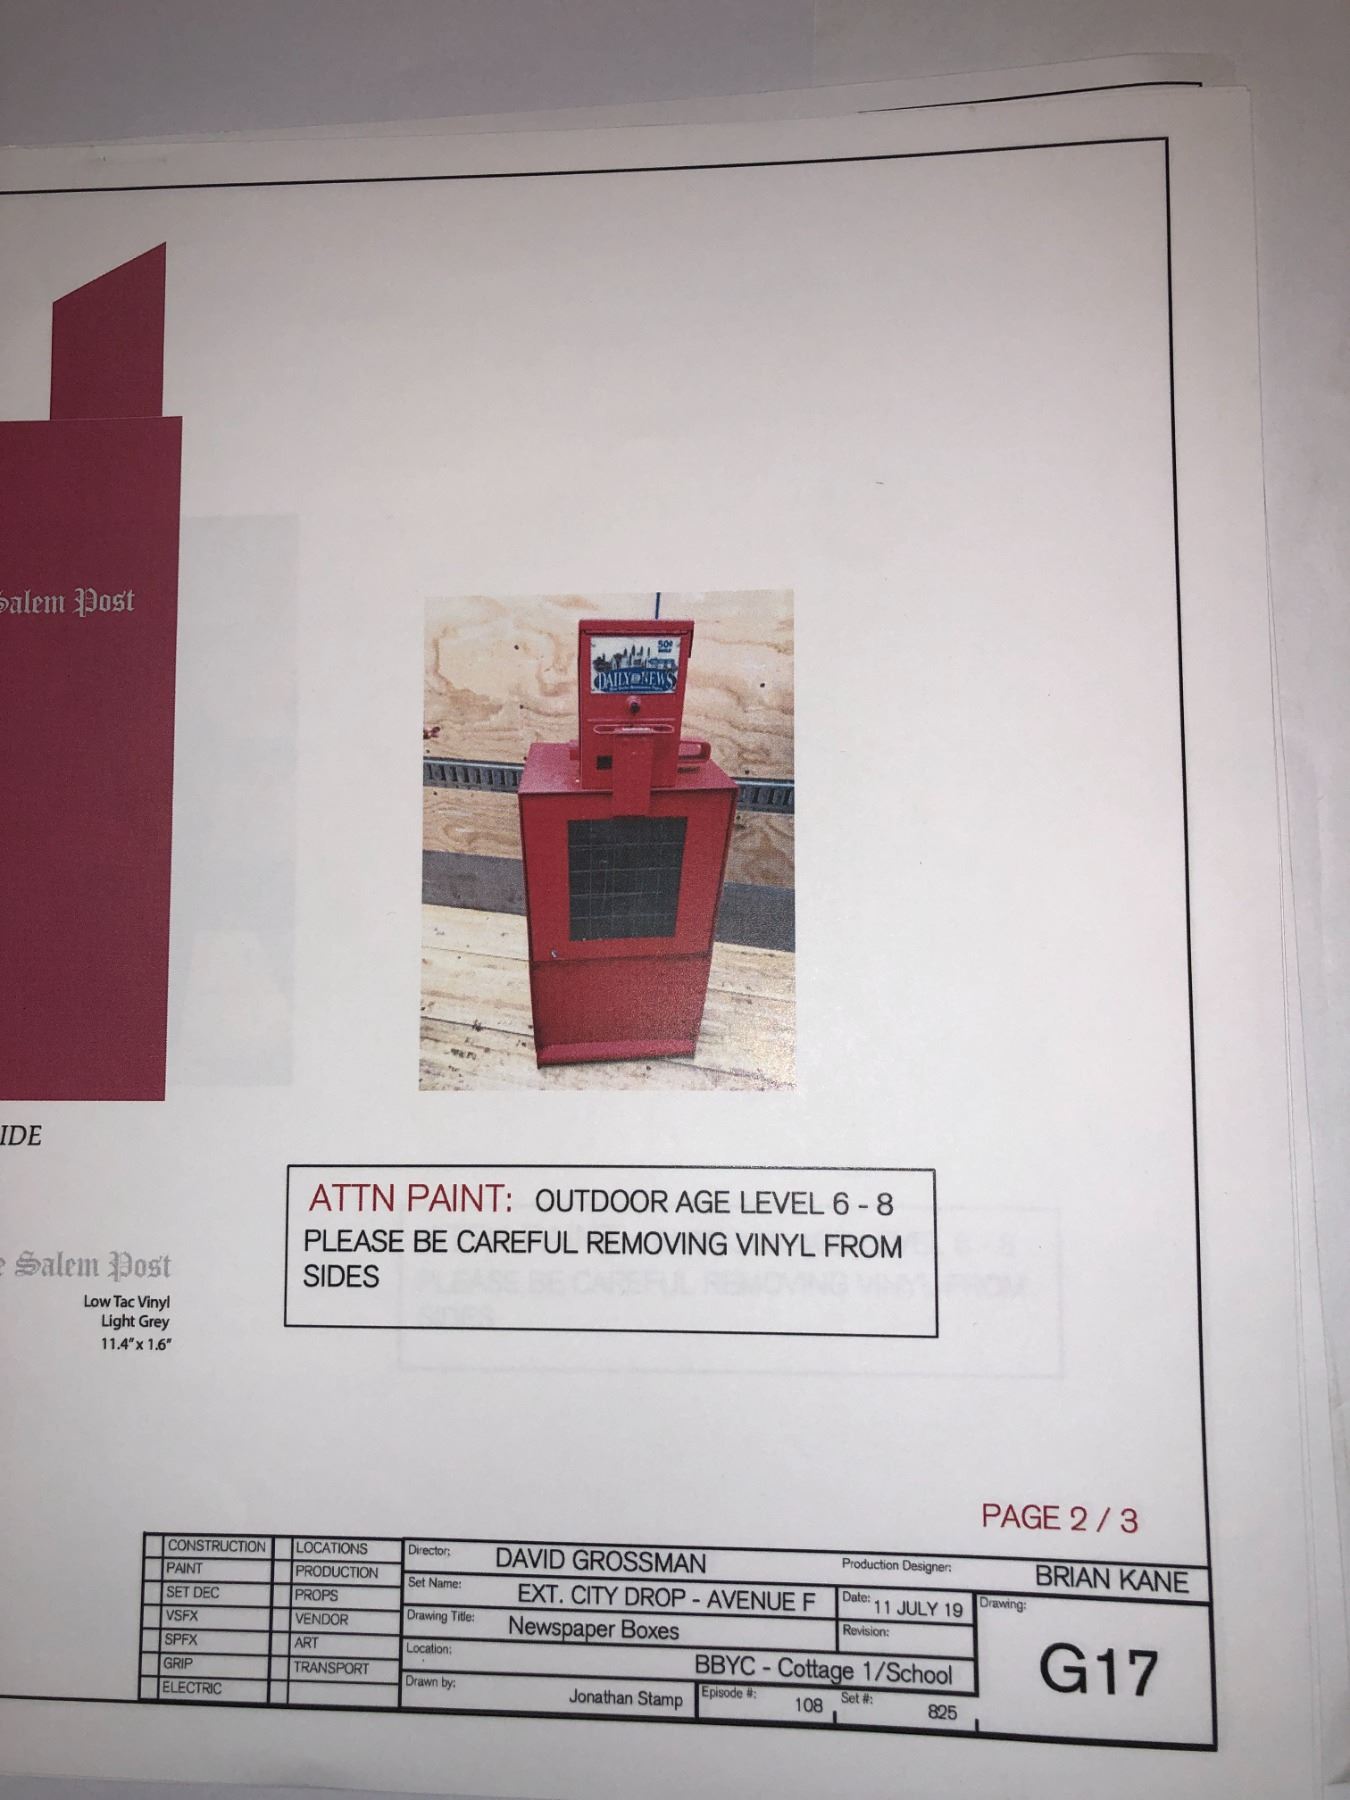 Salem Post
50¢
DAILY NEWS
IDE
ATTN PAINT: OUTDOOR AGE LEVEL 6 - 8
PLEASE BE CAREFUL REMOVING VINYL FROM
SIDES
e Salem Post
Low Tac Vinyl
Light Grey
11.4" x 1.6"
PAGE 2 / 3
CONSTRUCTION
PAINT
SET DEC
VSFX
SPFX
GRIP
ELECTRIC
LOCATIONS
PRODUCTION
PROPS
VENDOR
ART
TRANSPORT
Director: DAVID GROSSMAN
Production Designer: BRIAN KANE
Set Name: EXT. CITY DROP - AVENUE F
Date: 11 JULY 19
Drawing Title: Newspaper Boxes
Revision:
Location: BBYC - Cottage 1/School
Drawn by: Jonathan Stamp
Episode #: 108
Set #: 825
Drawing:
G17